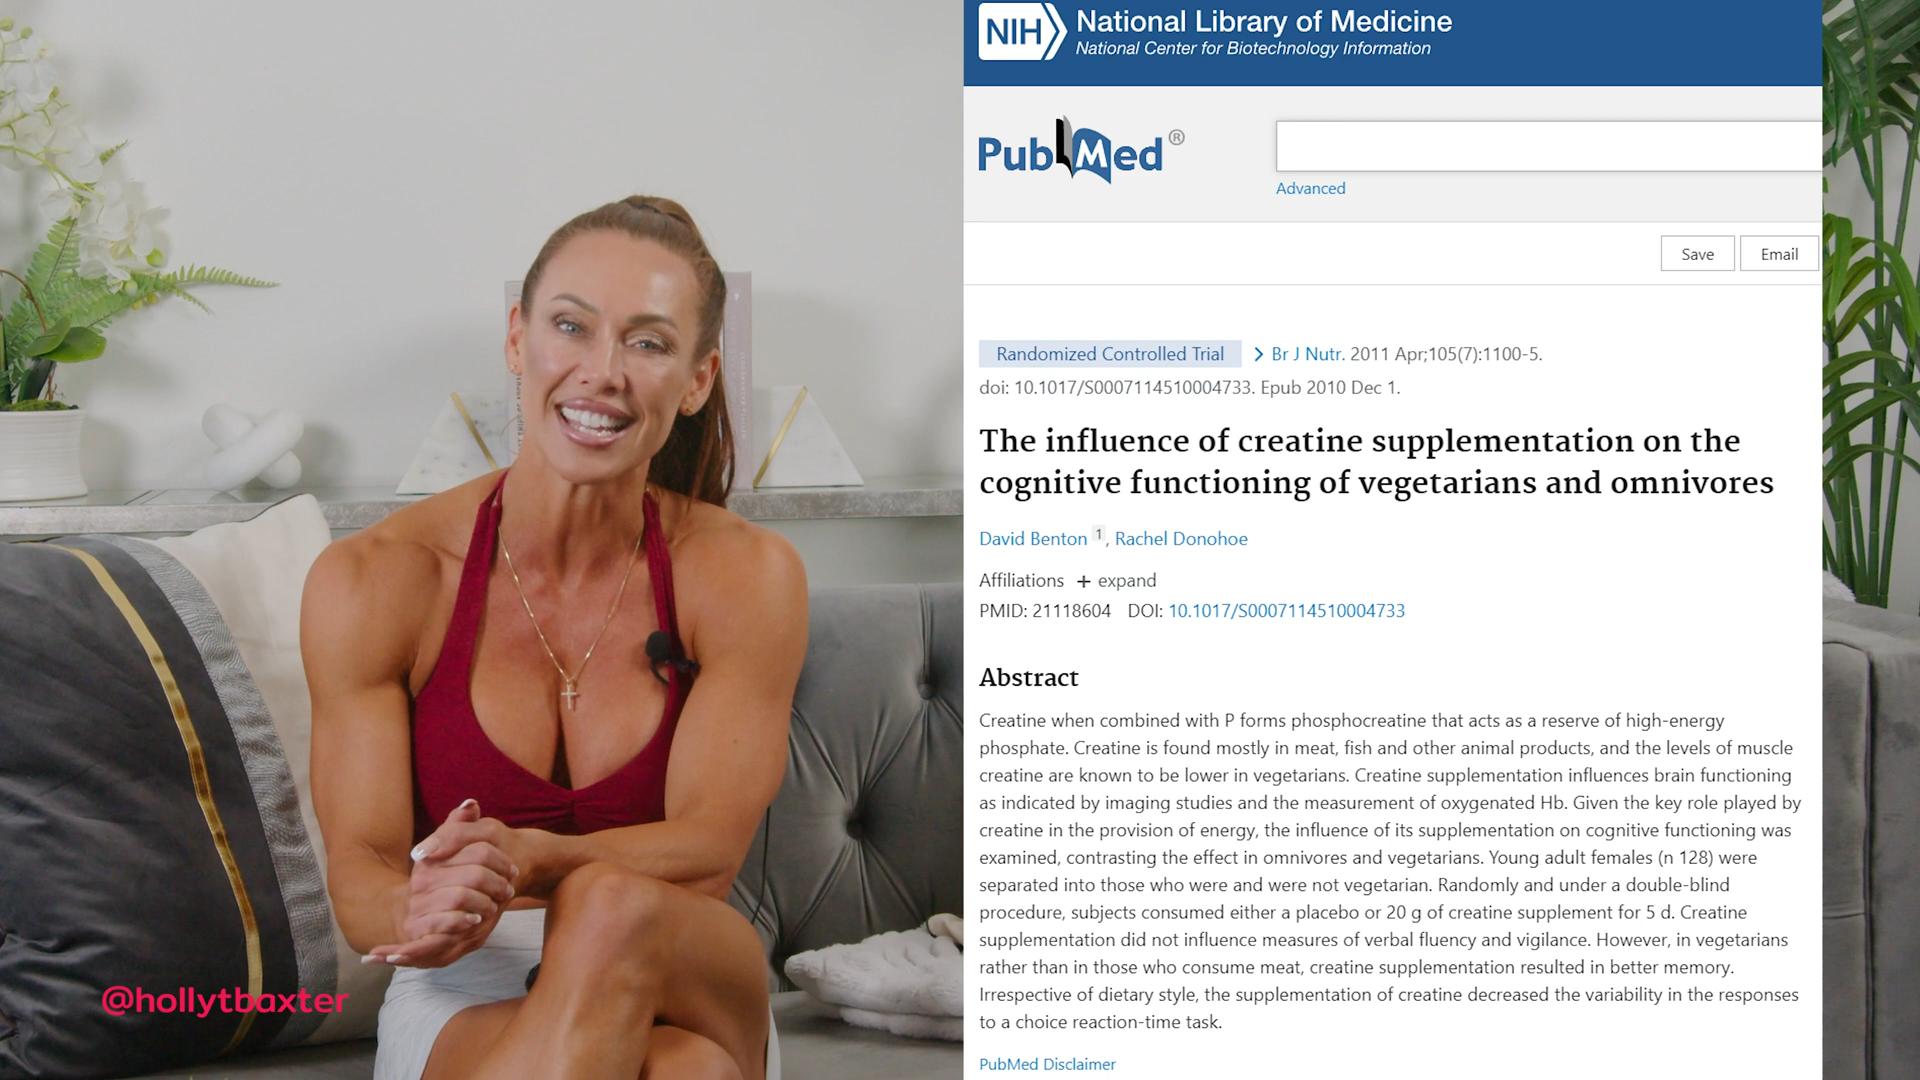 NIH
National Library of Medicine
National Center for Biotechnology Information
PubMed®
Advanced
Save
Email
Randomized Controlled Trial
Br J Nutr. 2011 Apr;105(7):1100-5.
doi: 10.1017/S0007114510004733. Epub 2010 Dec 1.
The influence of creatine supplementation on the
cognitive functioning of vegetarians and omnivores
David Benton 1, Rachel Donohoe
Affiliations + expand
PMID: 21118604 DOI: 10.1017/S0007114510004733
Abstract
Creatine when combined with P forms phosphocreatine that acts as a reserve of high-energy
phosphate. Creatine is found mostly in meat, fish and other animal products, and the levels of muscle
creatine are known to be lower in vegetarians. Creatine supplementation influences brain functioning
as indicated by imaging studies and the measurement of oxygenated Hb. Given the key role played by
creatine in the provision of energy, the influence of its supplementation on cognitive functioning was
examined, contrasting the effect in omnivores and vegetarians. Young adult females (n 128) were
separated into those who were and were not vegetarian. Randomly and under a double-blind
procedure, subjects consumed either a placebo or 20 g of creatine supplement for 5 d. Creatine
supplementation did not influence measures of verbal fluency and vigilance. However, in vegetarians
rather than in those who consume meat, creatine supplementation resulted in better memory.
Irrespective of dietary style, the supplementation of creatine decreased the variability in the responses
to a choice reaction-time task.
PubMed Disclaimer
@hollytbaxter